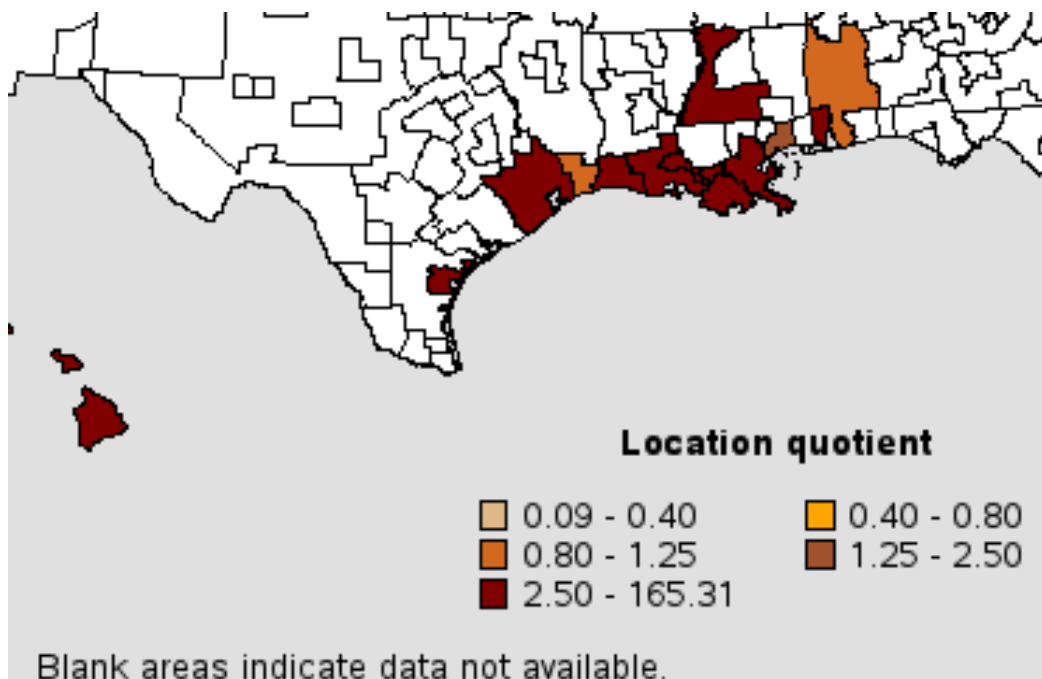 Location quotient
0.09 - 0.40 0.40 - 0.80
0.80 - 1.25 1.25 - 2.50
2.50 - 165.31
Blank areas indicate data not available.